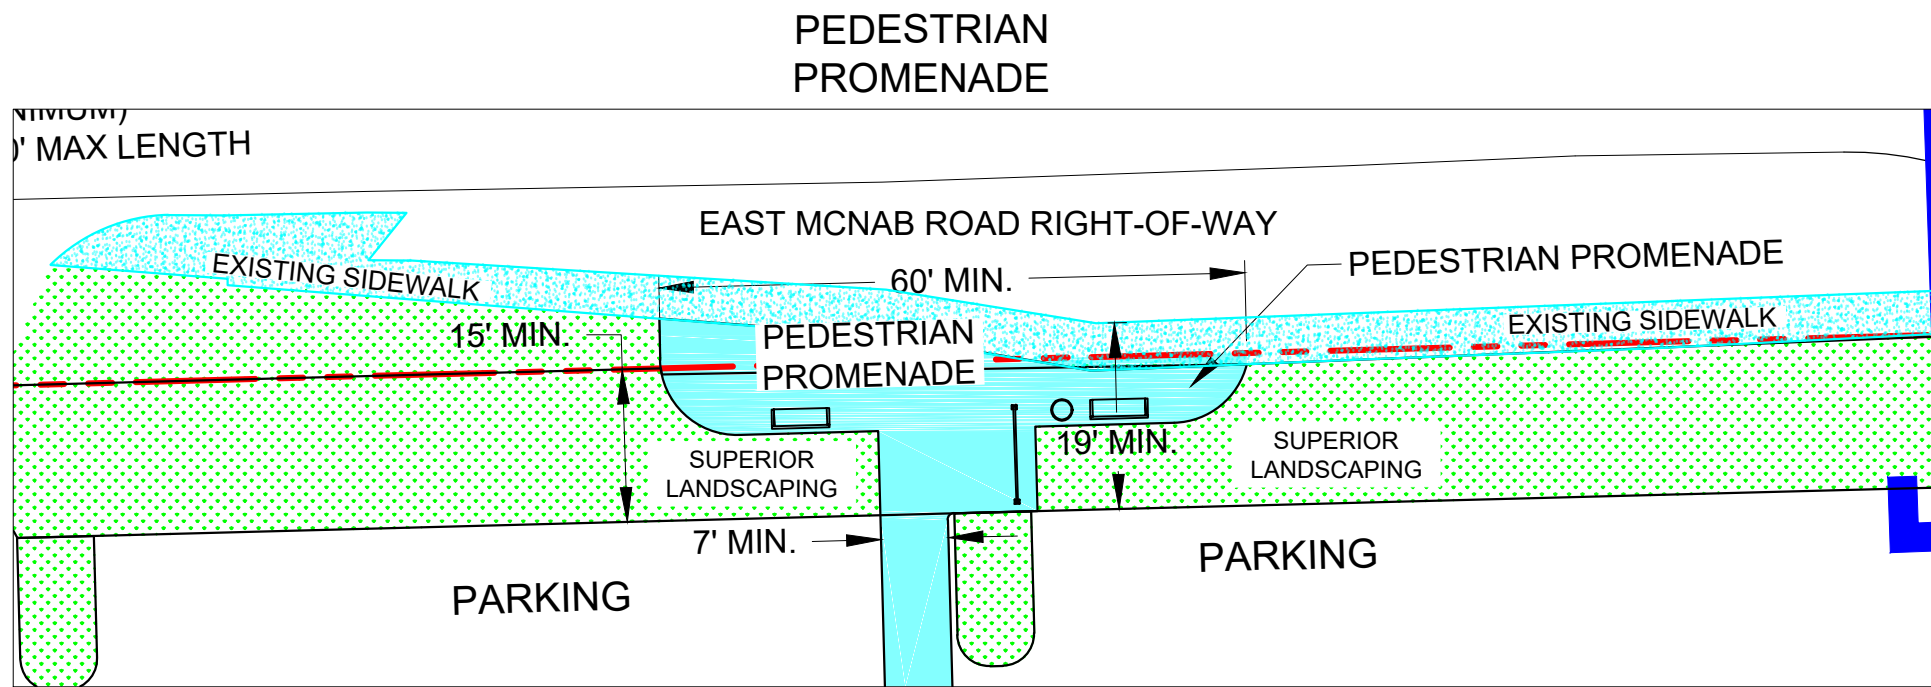 PEDESTRIAN
PROMENADE
0' MAX LENGTH
EAST MCNAB ROAD RIGHT-OF-WAY
EXISTING SIDEWALK
60' MIN.
PEDESTRIAN PROMENADE
15' MIN.
PEDESTRIAN
PROMENADE
EXISTING SIDEWALK
19' MIN.
SUPERIOR
LANDSCAPING
SUPERIOR
LANDSCAPING
7' MIN.
PARKING
PARKING